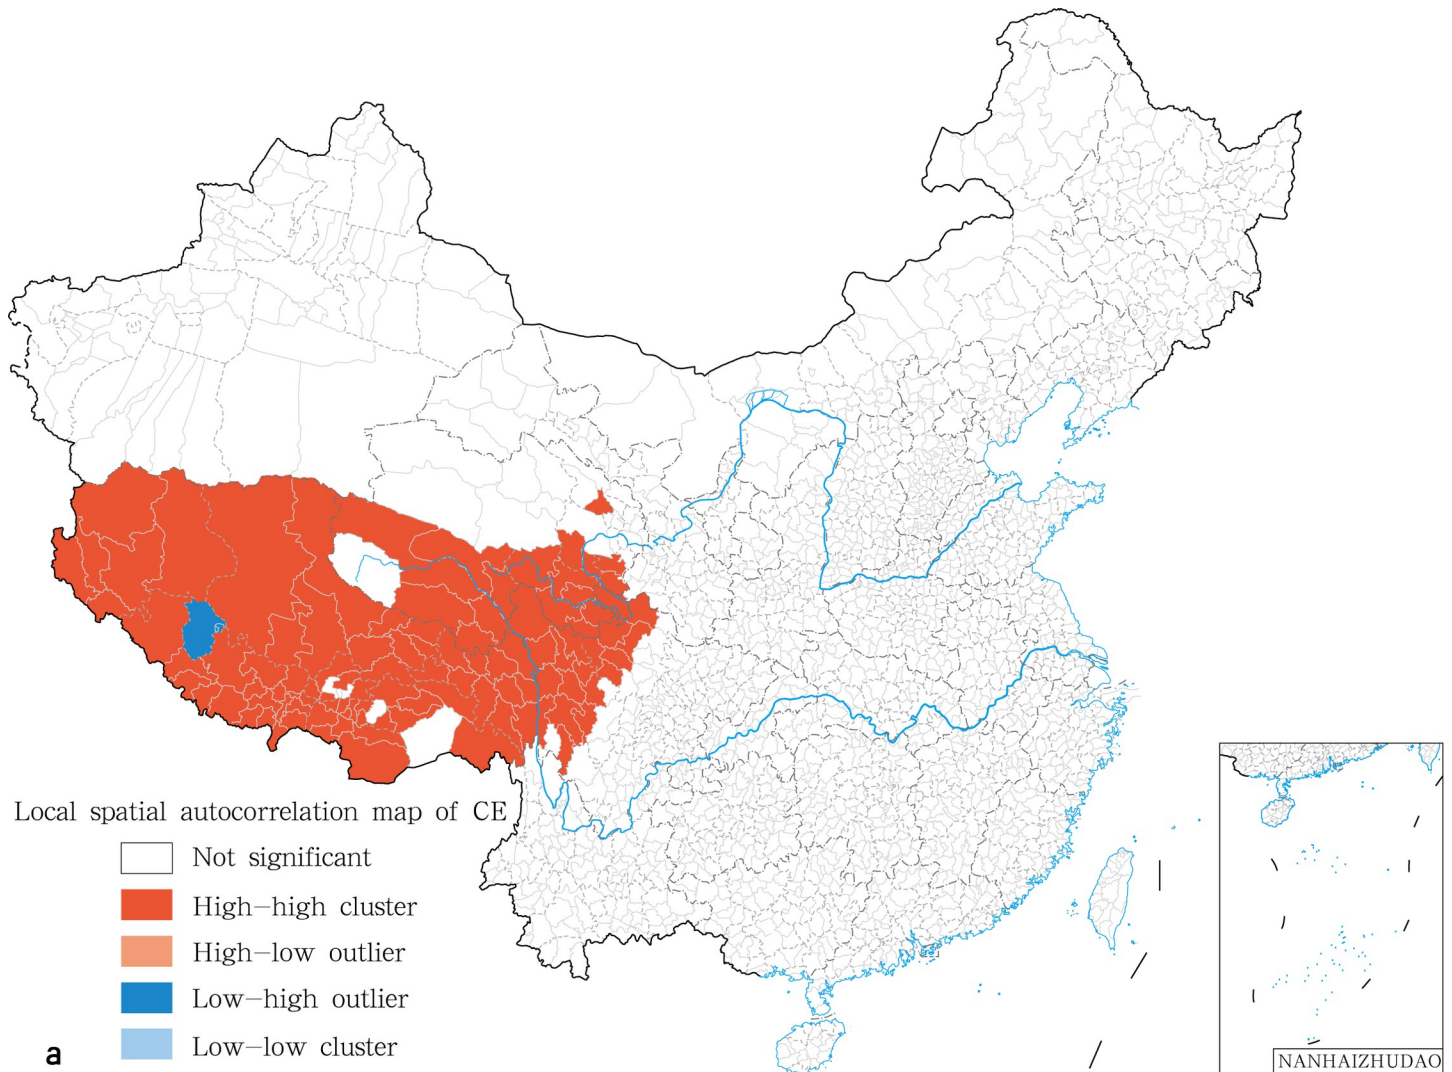 Local spatial autocorrelation map of CE
Not significant
High–high cluster
High–low outlier
Low–high outlier
Low–low cluster
a
NANHAIZHUDAO